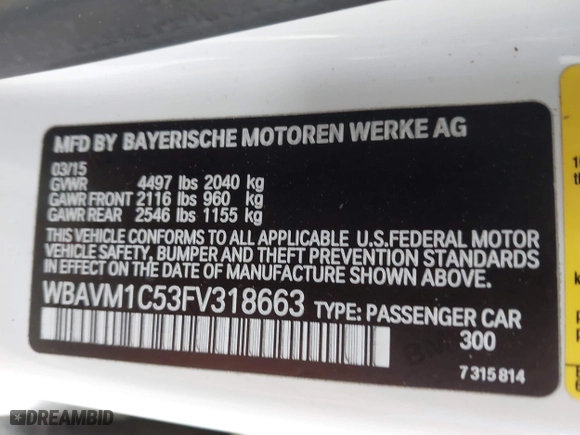 MFD BY BAYERISCHE MOTOREN WERKE AG
03/15
GVWR 4497 lbs 2040 kg
GAWR FRONT 2116 lbs 960 kg
GAWR REAR 2546 lbs 1155 kg
THIS VEHICLE CONFORMS TO ALL APPLICABLE U.S.FEDERAL MOTOR
VEHICLE SAFETY, BUMPER AND THEFT PREVENTION
STANDARDS IN EFFECT ON THE DATE OF MANUFACTURE SHOWN ABOVE.
WBAVM1C53FV318663 TYPE: PASSENGER CAR
300
7 315 814
DREAMBID